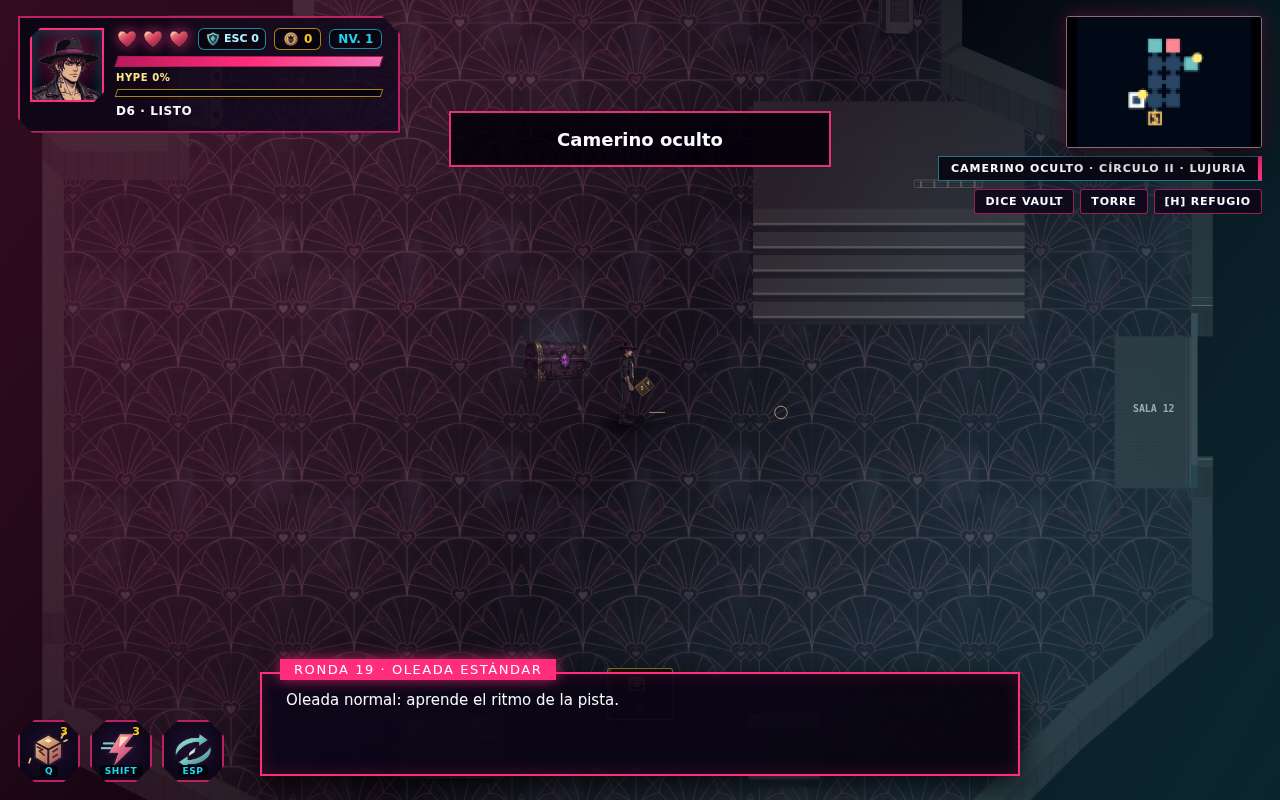 ESC 0
0
NV. 1
HYPE 0%
D6 · LISTO
Camerino oculto
CAMERINO OCULTO · CÍRCULO II · LUJURIA
DICE VAULT
TORRE
[H] REFUGIO
SALA 12
RONDA 19 · OLEADA ESTÁNDAR
Oleada normal: aprende el ritmo de la pista.
3
Q
3
SHIFT
ESP